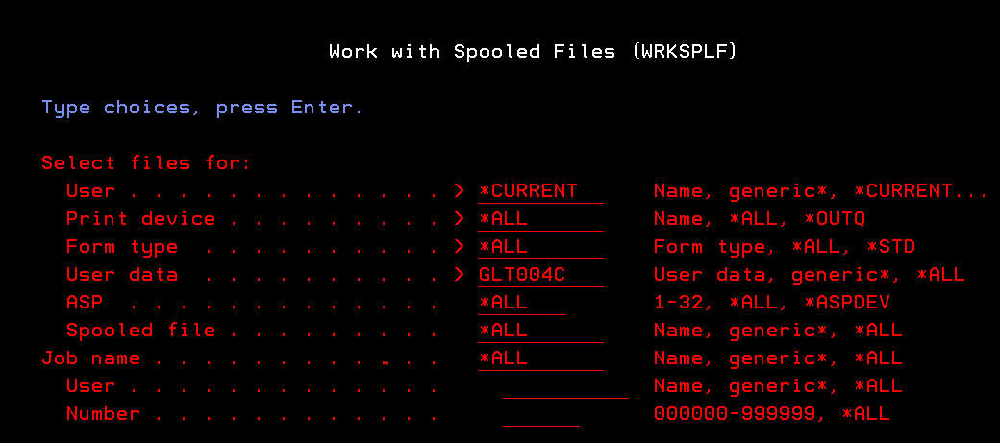 Work with Spooled Files (WRKSPLF)
Type choices, press Enter.
Select files for:
User . . . . . . . . . . . . . > *CURRENT Name, generic*, *CURRENT...
Print device . . . . . . . . . > *ALL Name, *ALL, *OUTQ
Form type . . . . . . . . . . > *ALL Form type, *ALL, *STD
User data . . . . . . . . . . > GLT004C User data, generic*, *ALL
ASP . . . . . . . . . . . . . . *ALL 1-32, *ALL, *ASPDEV
Spooled file . . . . . . . . . *ALL Name, generic*, *ALL
Job name . . . . . . . . . . . . *ALL Name, generic*, *ALL
User . . . . . . . . . . . . . Name, generic*, *ALL
Number . . . . . . . . . . . . 000000-999999, *ALL